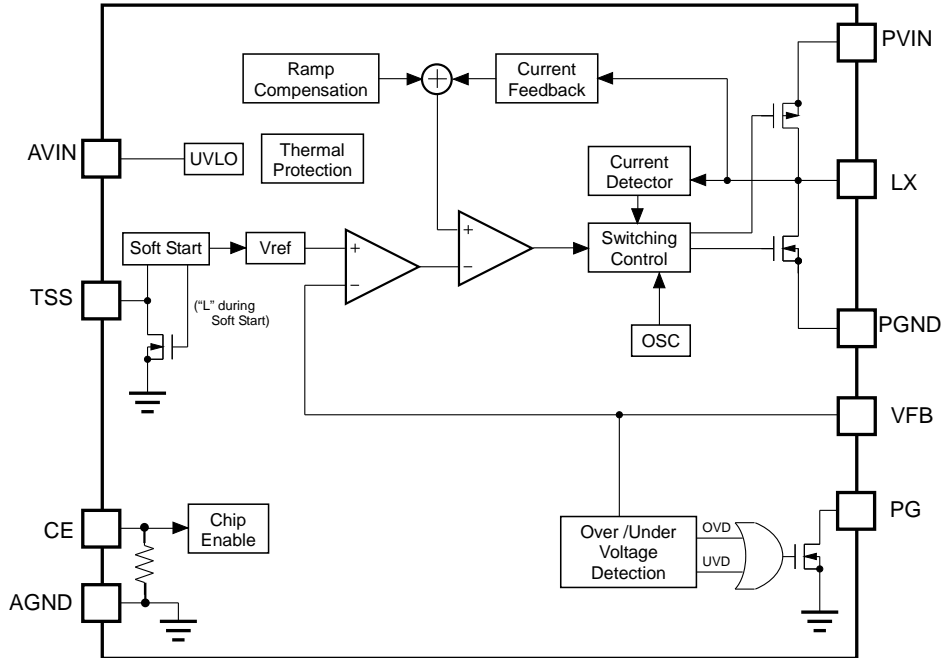 PVIN
Ramp
Compensation
Current
Feedback
AVIN
UVLO
Thermal
Protection
Current
Detector
LX
Soft Start
Vref
+
−
+
−
Switching
Control
TSS
("L" during
Soft Start)
OSC
PGND
VFB
CE
Chip
Enable
Over /Under
Voltage
Detection
OVD
UVD
PG
AGND